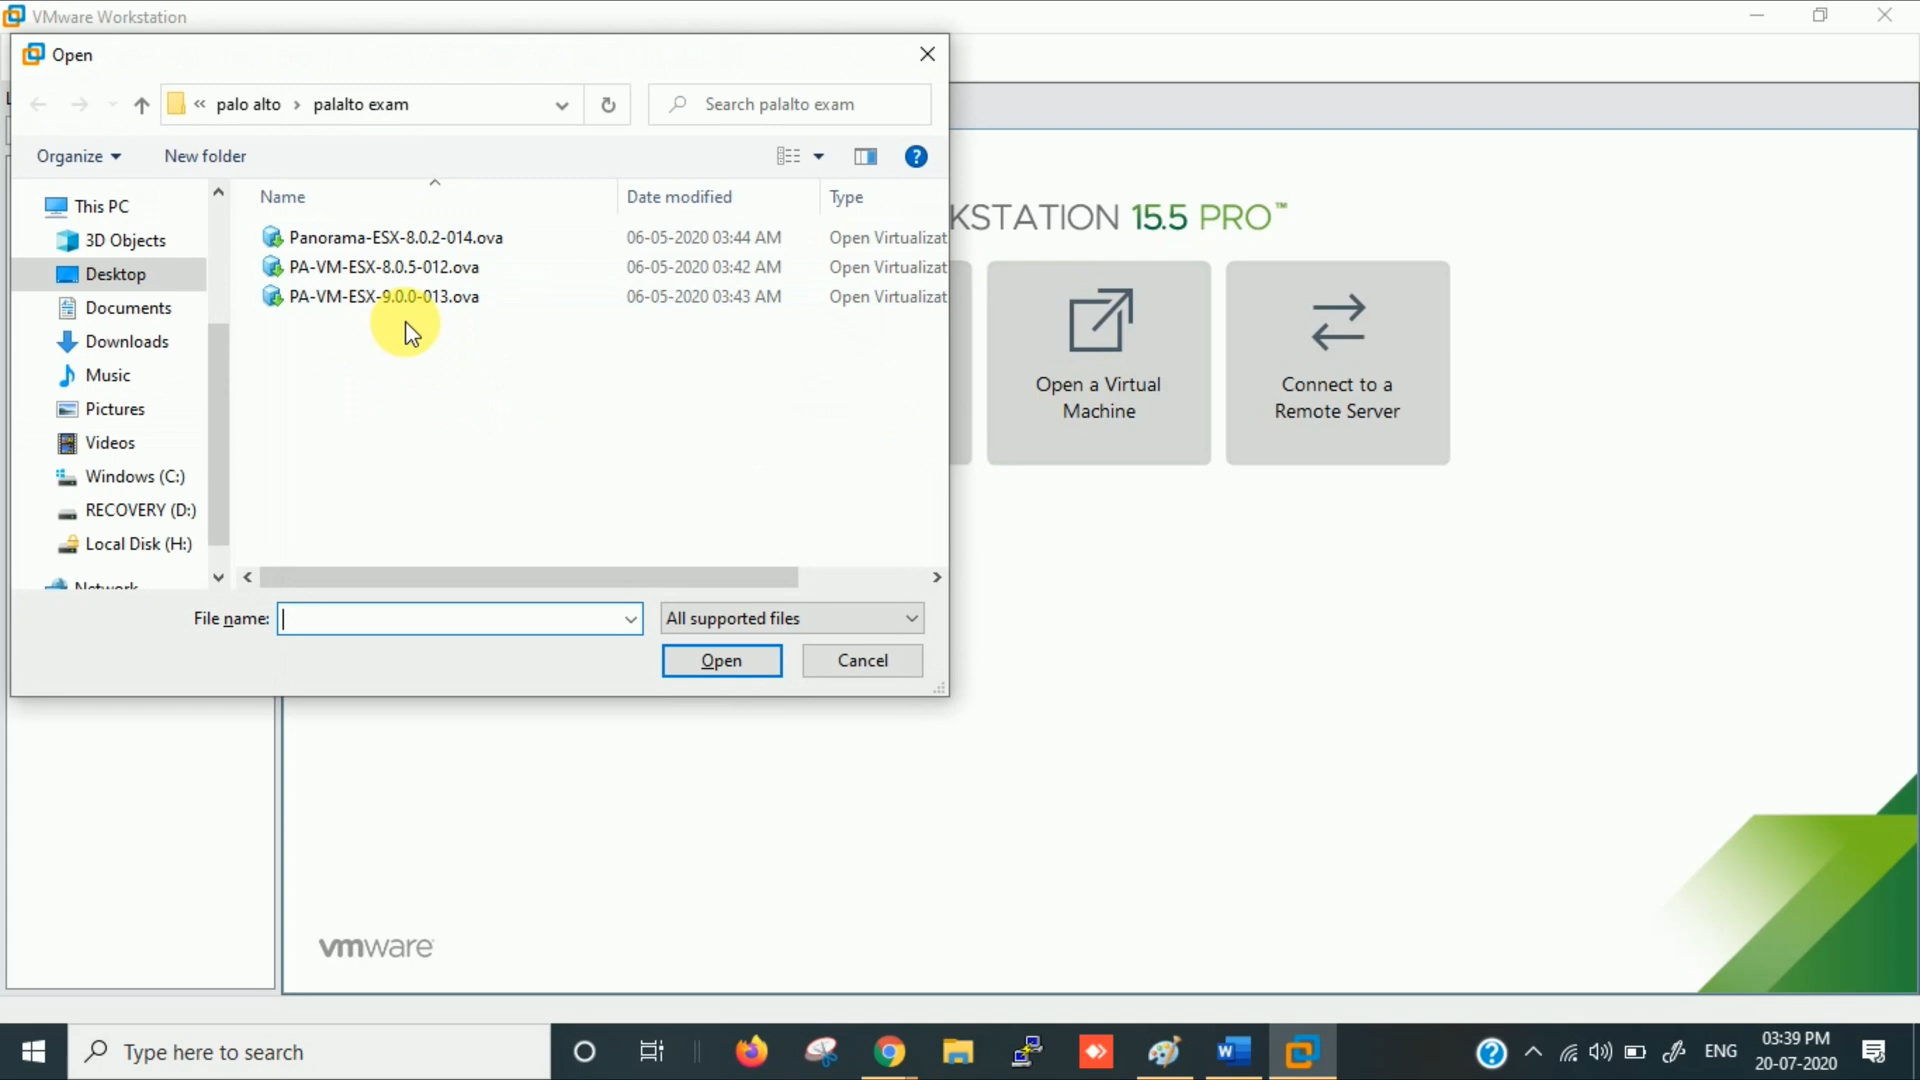 VMware Workstation
Open
« palo alto › palalto exam
Search palalto exam
Organize
New folder
?
Name
Date modified
Type
Panorama-ESX-8.0.2-014.ova 06-05-2020 03:44 AM Open Virtualizat
PA-VM-ESX-8.0.5-012.ova 06-05-2020 03:42 AM Open Virtualizat
PA-VM-ESX-9.0.0-013.ova 06-05-2020 03:43 AM Open Virtualizat
This PC
3D Objects
Desktop
Documents
Downloads
Music
Pictures
Videos
Windows (C:)
RECOVERY (D:)
Local Disk (H:)
Network
File name:
All supported files
Open
Cancel
KSTATION 15.5 PRO™
Open a Virtual
Machine
Connect to a
Remote Server
vmware
Type here to search
W
?
ENG
03:39 PM
20-07-2020